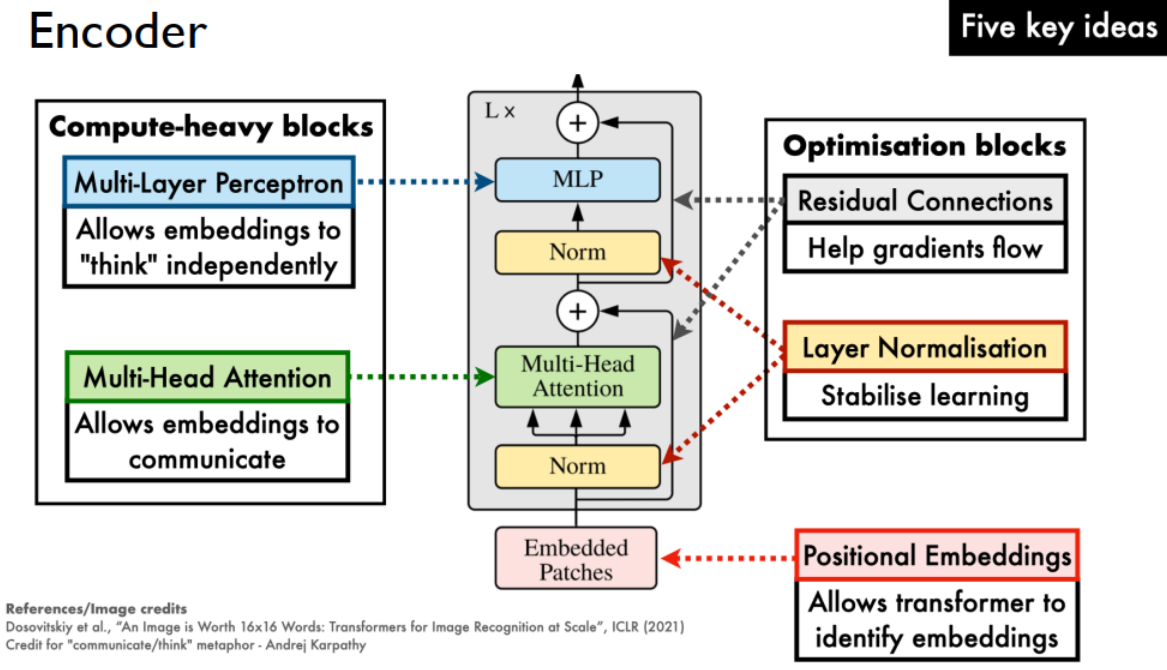 Encoder
Five key ideas
Compute-heavy blocks
Multi-Layer Perceptron
Allows embeddings to
"think" independently
Multi-Head Attention
Allows embeddings to
communicate
L ×
+
MLP
Norm
+
Multi-Head
Attention
Norm
Embedded
Patches
Optimisation blocks
Residual Connections
Help gradients flow
Layer Normalisation
Stabilise learning
Positional Embeddings
Allows transformer to
identify embeddings
References/Image credits
Dosovitskiy et al., "An Image is Worth 16x16 Words: Transformers for Image Recognition at Scale", ICLR (2021)
Credit for "communicate/think" metaphor - Andrej Karpathy